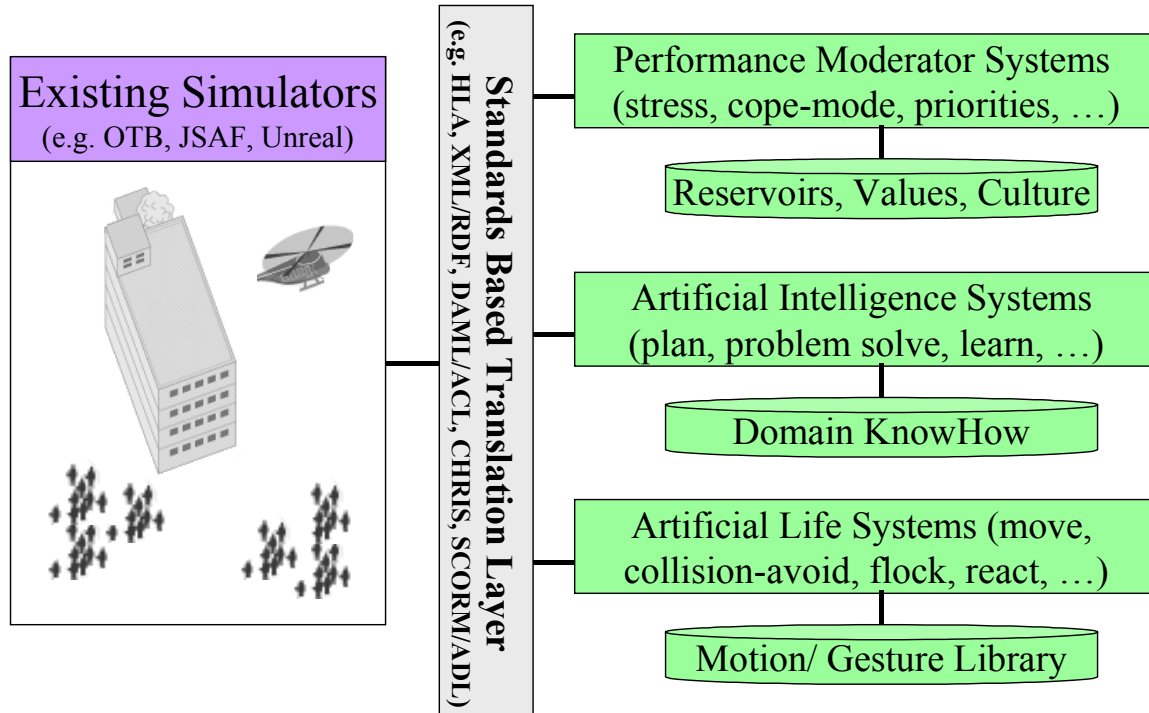 Existing Simulators
(e.g. OTB, JSAF, Unreal)
Standards Based Translation Layer
(e.g. HLA, XML/RDF, DAML/ACL, CHRIS, SCORM/ADL)
Performance Moderator Systems
(stress, cope-mode, priorities, …)
Reservoirs, Values, Culture
Artificial Intelligence Systems
(plan, problem solve, learn, …)
Domain KnowHow
Artificial Life Systems (move,
collision-avoid, flock, react, …)
Motion/ Gesture Library